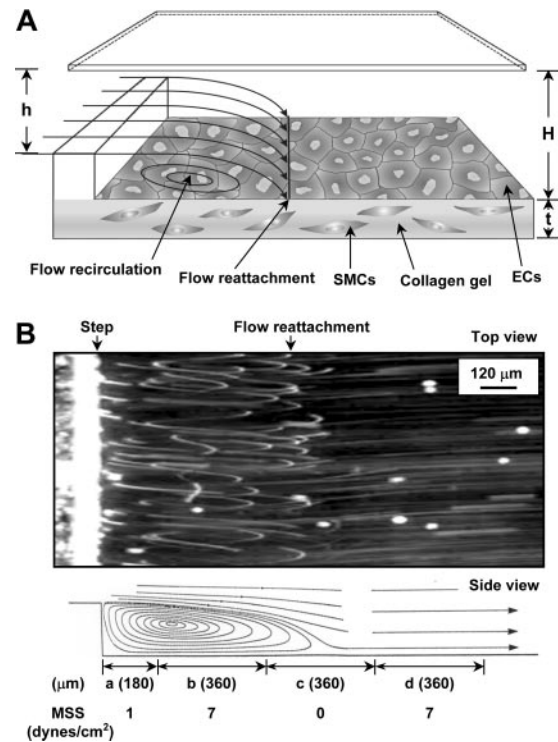 A
h
H
t
Flow recirculation
Flow reattachment
SMCs
Collagen gel
ECs
B
Step
Flow reattachment
Top view
120 μm
Side view
(μm)
a (180)
b (360)
c (360)
d (360)
MSS
1
7
0
7
(dynes/cm²)